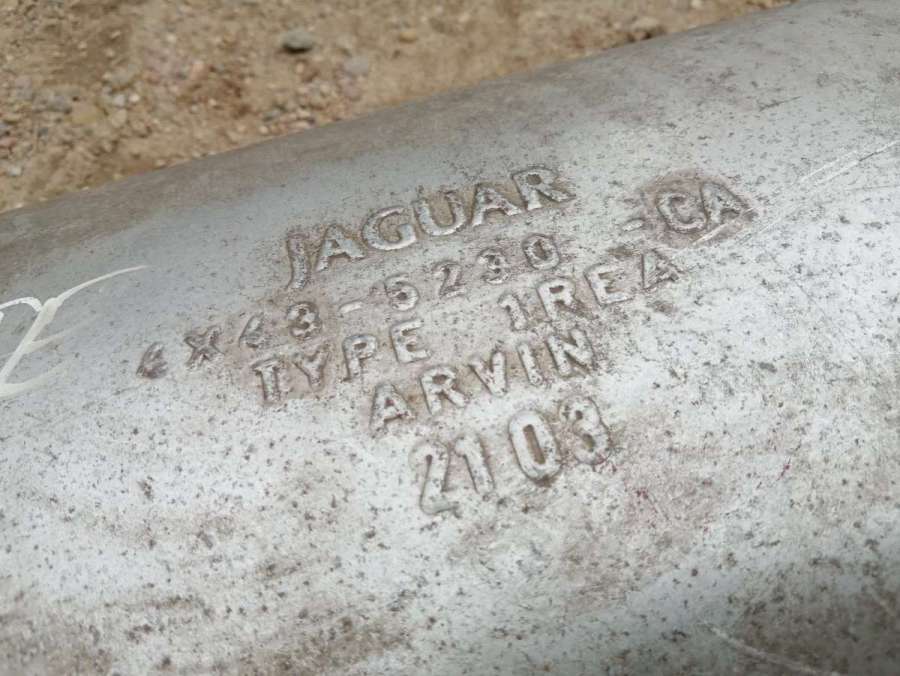 JAGUAR
4X43-5230 -CA
TYPE 1REA
ARVIN
2103